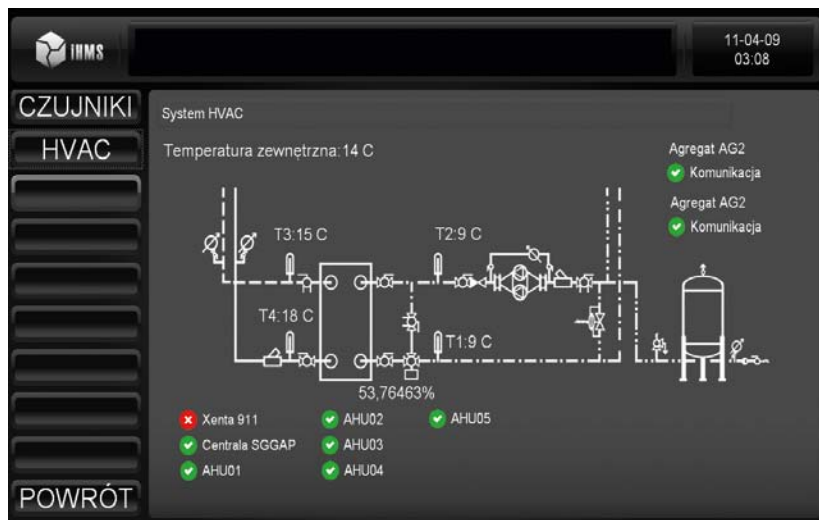 iHMS
11-04-09
03:08
CZUJNIKI
HVAC
POWRÓT
System HVAC
Temperatura zewnętrzna:14 C
Agregat AG2
Komunikacja
Agregat AG2
Komunikacja
T3:15 C
T2:9 C
T4:18 C
T1:9 C
53,76463%
Xenta 911
AHU02
AHU05
Centrala SGGAP
AHU03
AHU01
AHU04